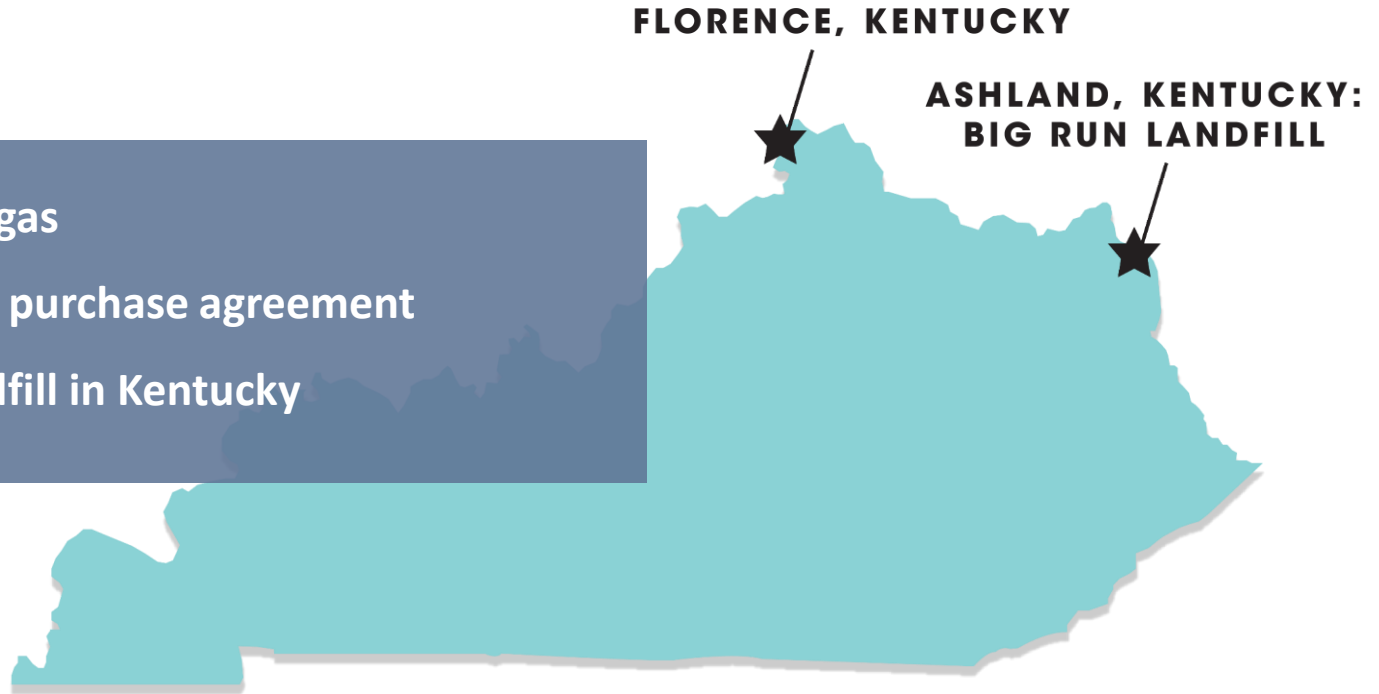 FLORENCE, KENTUCKY
ASHLAND, KENTUCKY:
BIG RUN LANDFILL
gas
purchase agreement
dfill in Kentucky